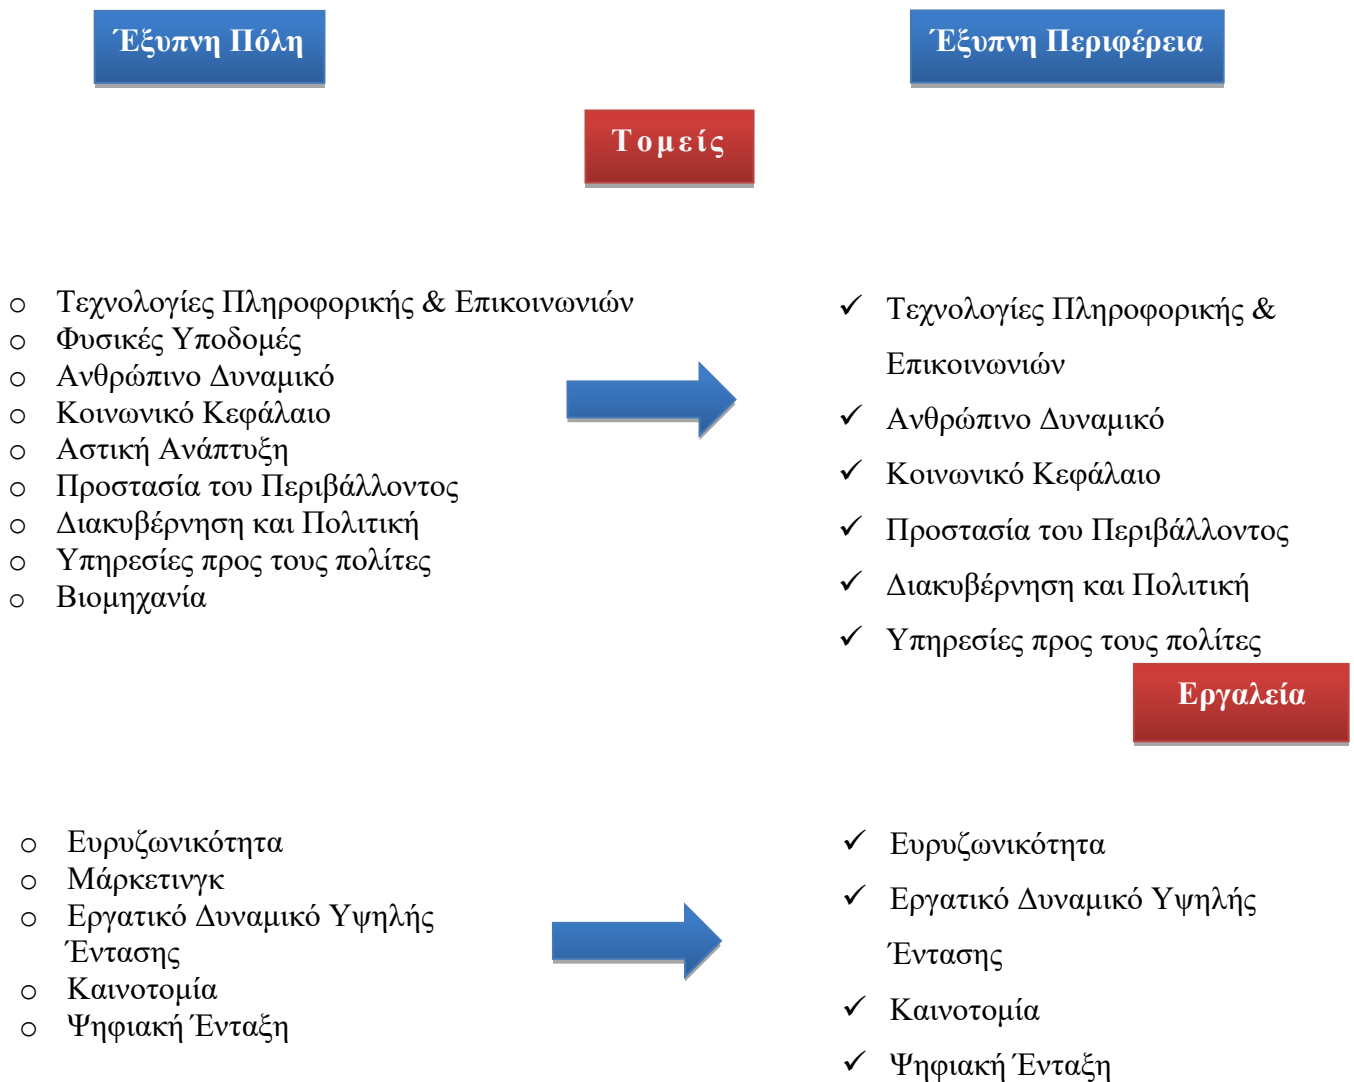 Έξυπνη Πόλη
Έξυπνη Περιφέρεια
Τομείς
Τεχνολογίες Πληροφορικής & Επικοινωνιών
Φυσικές Υποδομές
Ανθρώπινο Δυναμικό
Κοινωνικό Κεφάλαιο
Αστική Ανάπτυξη
Προστασία του Περιβάλλοντος
Διακυβέρνηση και Πολιτική
Υπηρεσίες προς τους πολίτες
Βιομηχανία
Τεχνολογίες Πληροφορικής &
Επικοινωνιών
Ανθρώπινο Δυναμικό
Κοινωνικό Κεφάλαιο
Προστασία του Περιβάλλοντος
Διακυβέρνηση και Πολιτική
Υπηρεσίες προς τους πολίτες
Εργαλεία
Ευρυζωνικότητα
Μάρκετινγκ
Εργατικό Δυναμικό Υψηλής
Έντασης
Καινοτομία
Ψηφιακή Ένταξη
Ευρυζωνικότητα
Εργατικό Δυναμικό Υψηλής
Έντασης
Καινοτομία
Ψηφιακή Ένταξη